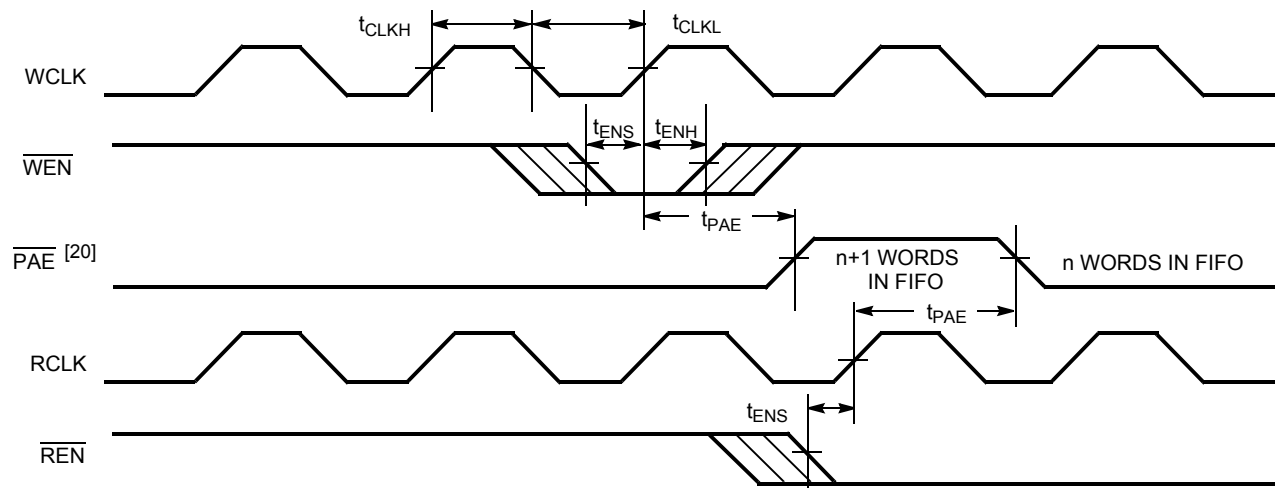 tCLKH
tCLKL
WCLK
tENS
tENH
WEN
tPAE
PAE [20]
n+1 WORDS
IN FIFO
n WORDS IN FIFO
tPAE
RCLK
tENS
REN